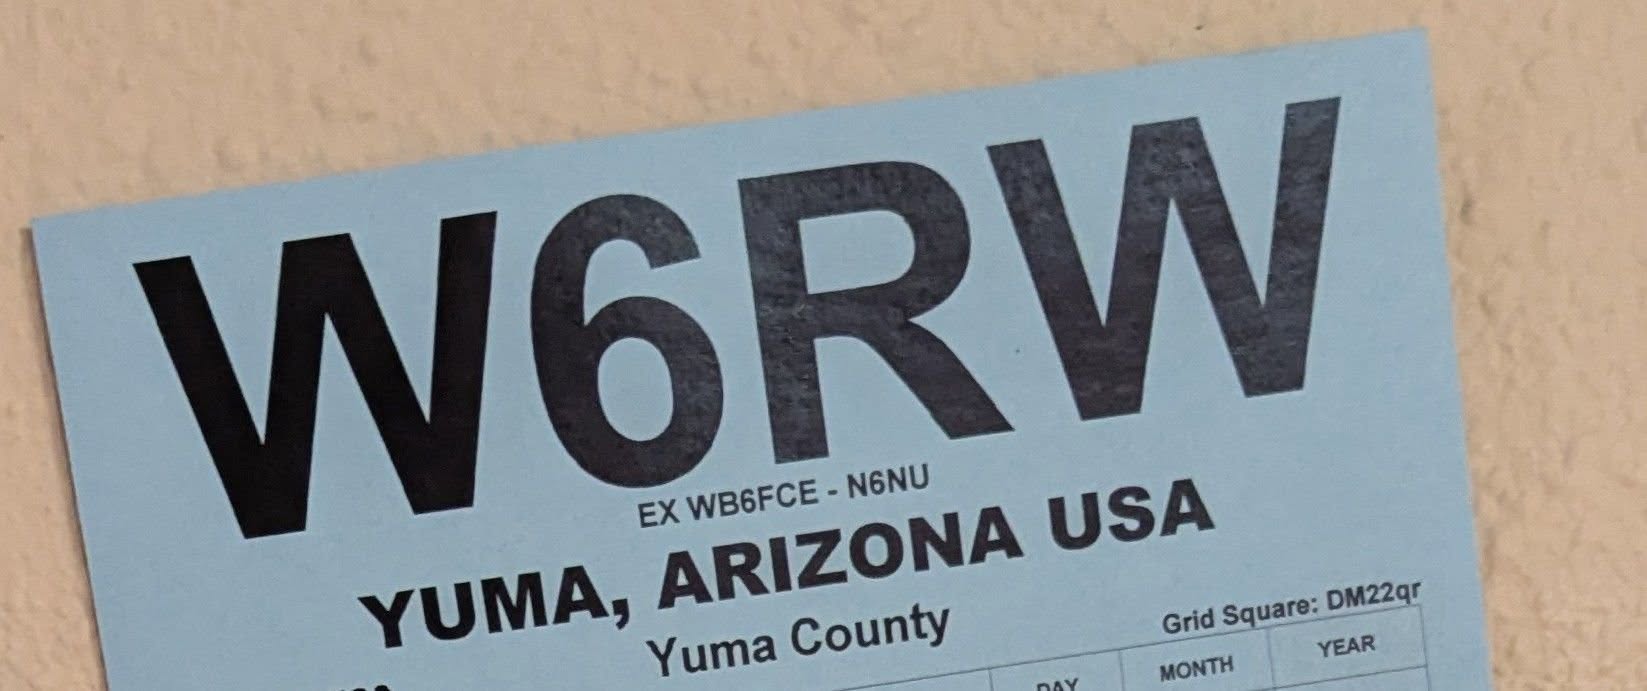 W6RW
EX WB6FCE - N6NU
YUMA, ARIZONA USA
Yuma County
Grid Square: DM22qr
DAY MONTH YEAR